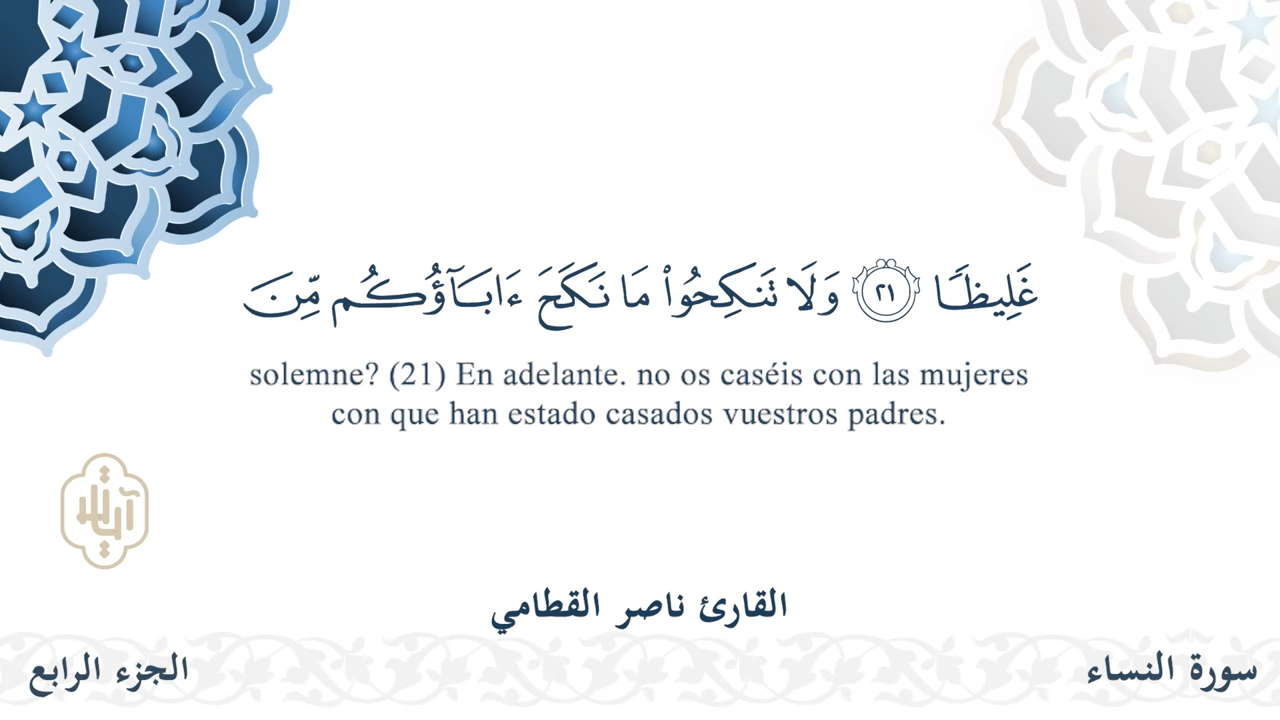 غَلِيظًا ٢١ وَلَا تَنكِحُوا۟ مَا نَكَحَ ءَابَآؤُكُم مِّنَ
solemne? (21) En adelante. no os caséis con las mujeres
con que han estado casados vuestros padres.
آيات
القارئ ناصر القطامي
سورة النساء
الجزء الرابع